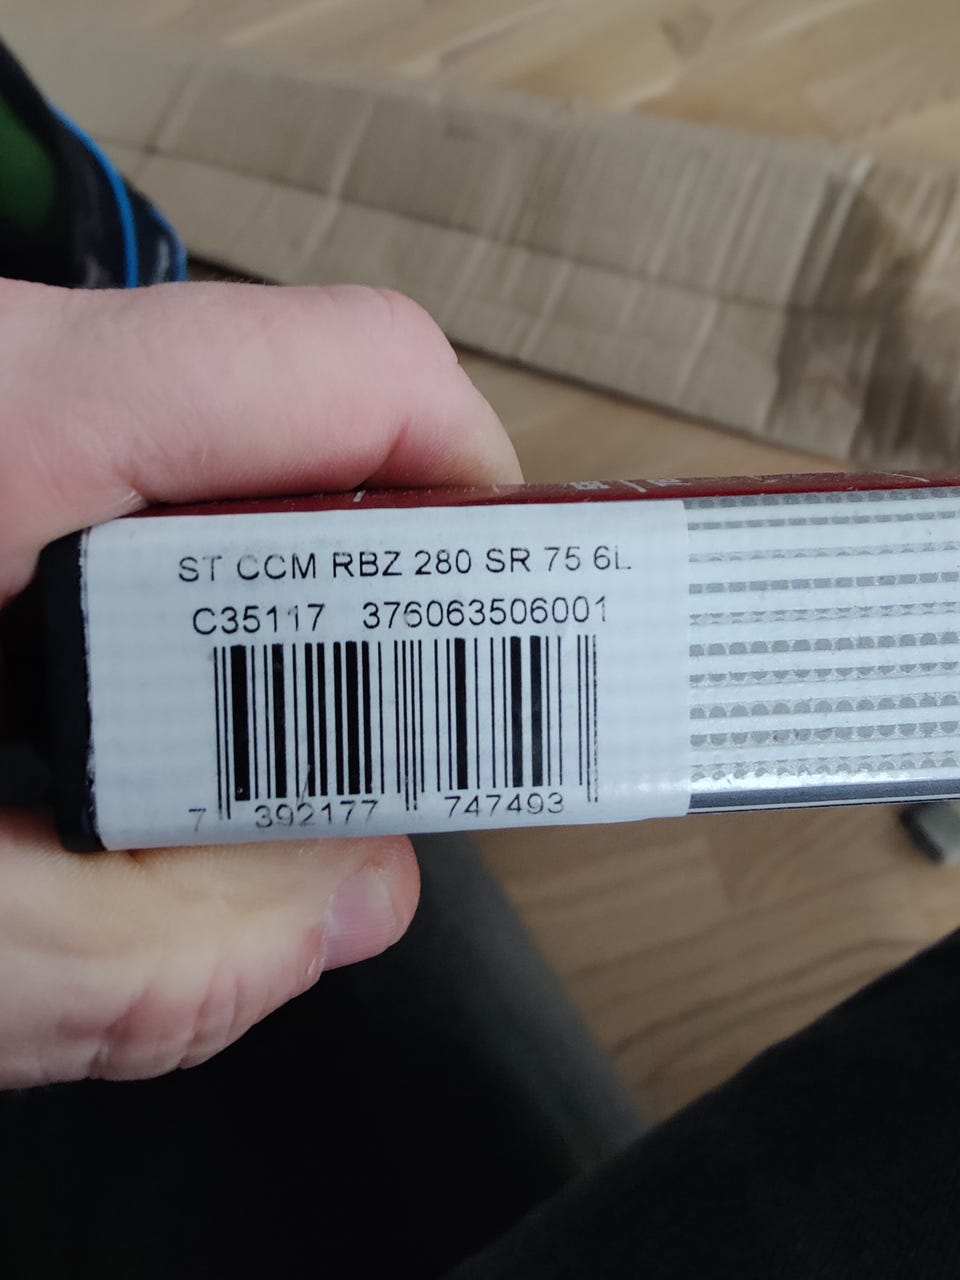 ST CCM RBZ 280 SR 75 6L
C35117 376063506001
7 392177 747493